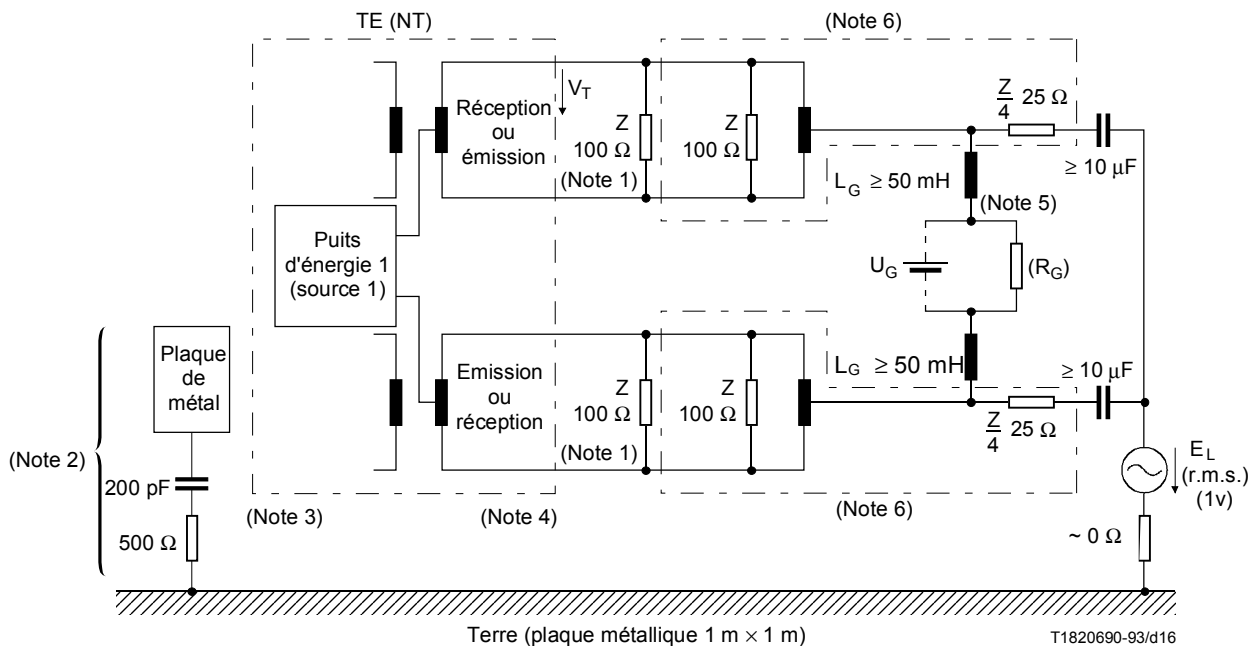 TE (NT)
(Note 6)
V_T
Réception
ou
émission
Z
100 Ω
(Note 1)
Z
100 Ω
Z/4 25 Ω
≥ 10 μF
L_G ≥ 50 mH
(Note 5)
Puits
d'énergie 1
(source 1)
U_G
(R_G)
Plaque
de
métal
Emission
ou
réception
Z
100 Ω
(Note 1)
Z
100 Ω
L_G ≥ 50 mH
≥ 10 μF
Z/4 25 Ω
(Note 2)
200 pF
500 Ω
(Note 3)
(Note 4)
(Note 6)
E_L
(r.m.s.)
(1v)
~ 0 Ω
Terre (plaque métallique 1 m × 1 m)
T1820690-93/d16